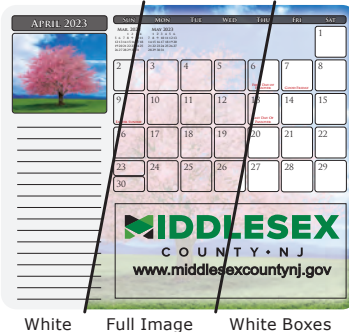 APRIL 2023
SUN MON TUE WED THU FRI SAT
MAR 2023 MAY 2023
1
2 3 4 5 6 7 8
9 10 11 12 13 14 15
16 17 18 19 20 21 22
23 24 25 26 27 28 29
30
MIDDLESEX
COUNTY • NJ
www.middlesexcountynj.gov
White Full Image White Boxes